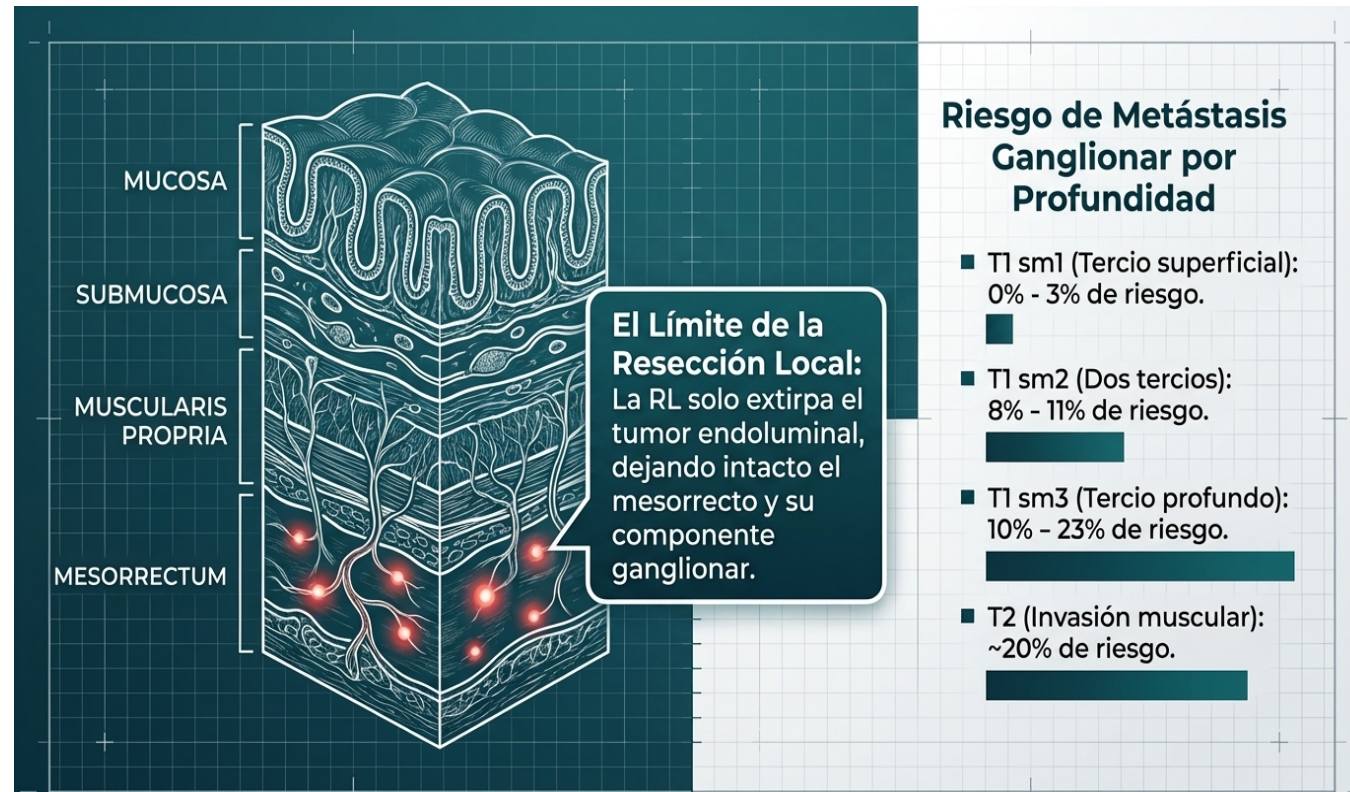 MUCOSA
SUBMUCOSA
MUSCULARIS
PROPRIA
MESORRECTUM
El Límite de la
Resección Local:
La RL solo extirpa el
tumor endoluminal,
dejando intacto el
mesorrecto y su
componente
ganglionar.
Riesgo de Metástasis
Ganglionar por
Profundidad
T1 sm1 (Tercio superficial):
0% - 3% de riesgo.
T1 sm2 (Dos tercios):
8% - 11% de riesgo.
T1 sm3 (Tercio profundo):
10% – 23% de riesgo.
T2 (Invasión muscular):
~20% de riesgo.